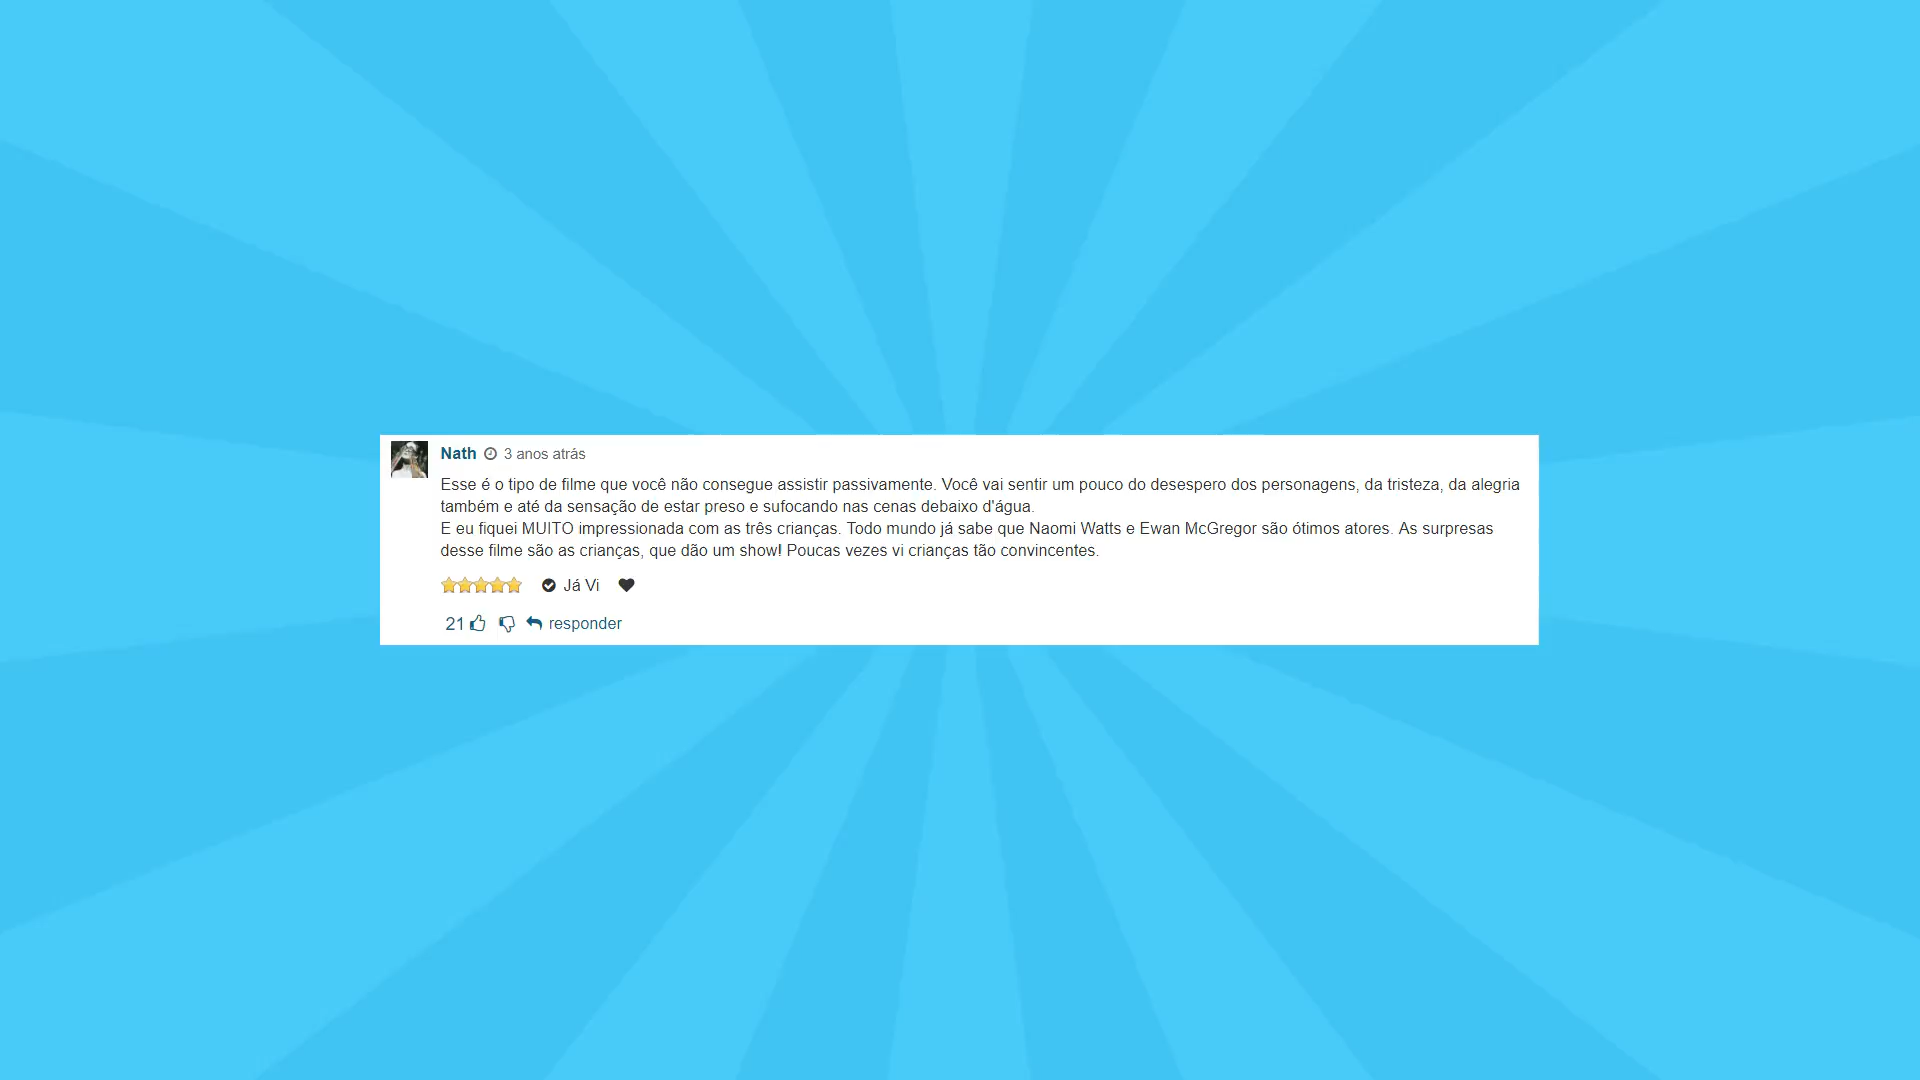 Nath 3 anos atrás
Esse é o tipo de filme que você não consegue assistir passivamente. Você vai sentir um pouco do desespero dos personagens, da tristeza, da alegria
também e até da sensação de estar preso e sufocando nas cenas debaixo d'água.
E eu fiquei MUITO impressionada com as três crianças. Todo mundo já sabe que Naomi Watts e Ewan McGregor são ótimos atores. As surpresas
desse filme são as crianças, que dão um show! Poucas vezes vi crianças tão convincentes.
Já Vi
21 responder